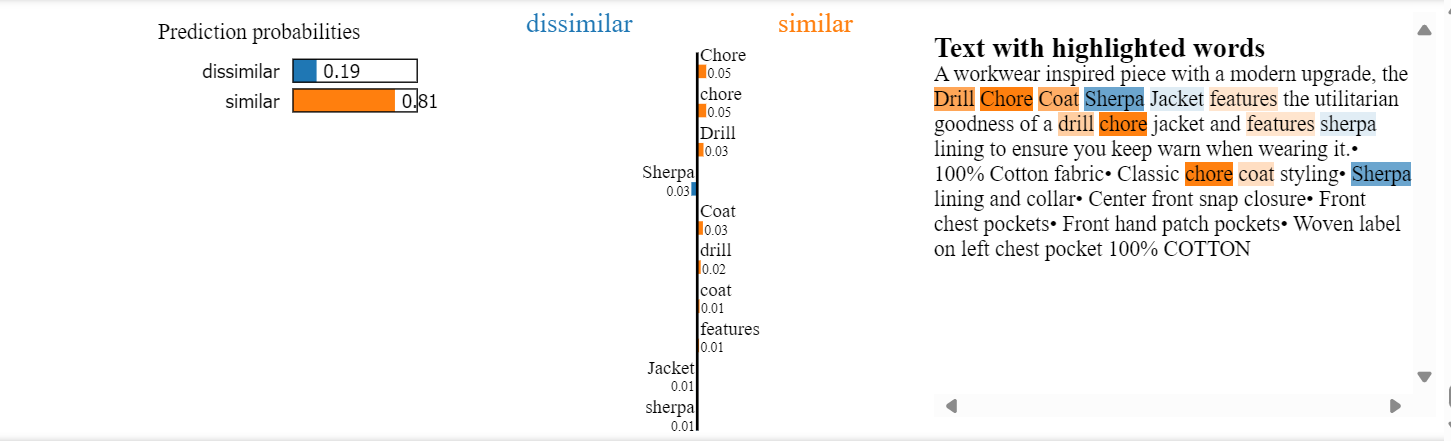 Prediction probabilities
dissimilar 0.19
similar 0.81
dissimilar similar
Chore
0.05
chore
0.05
Drill
0.03
Sherpa
0.03
Coat
0.03
drill
0.02
coat
0.01
features
0.01
Jacket
0.01
sherpa
0.01
Text with highlighted words
A workwear inspired piece with a modern upgrade, the
Drill Chore Coat Sherpa Jacket features the utilitarian
goodness of a drill chore jacket and features sherpa
lining to ensure you keep warn when wearing it.•
100% Cotton fabric• Classic chore coat styling• Sherpa
lining and collar• Center front snap closure• Front
chest pockets• Front hand patch pockets• Woven label
on left chest pocket 100% COTTON